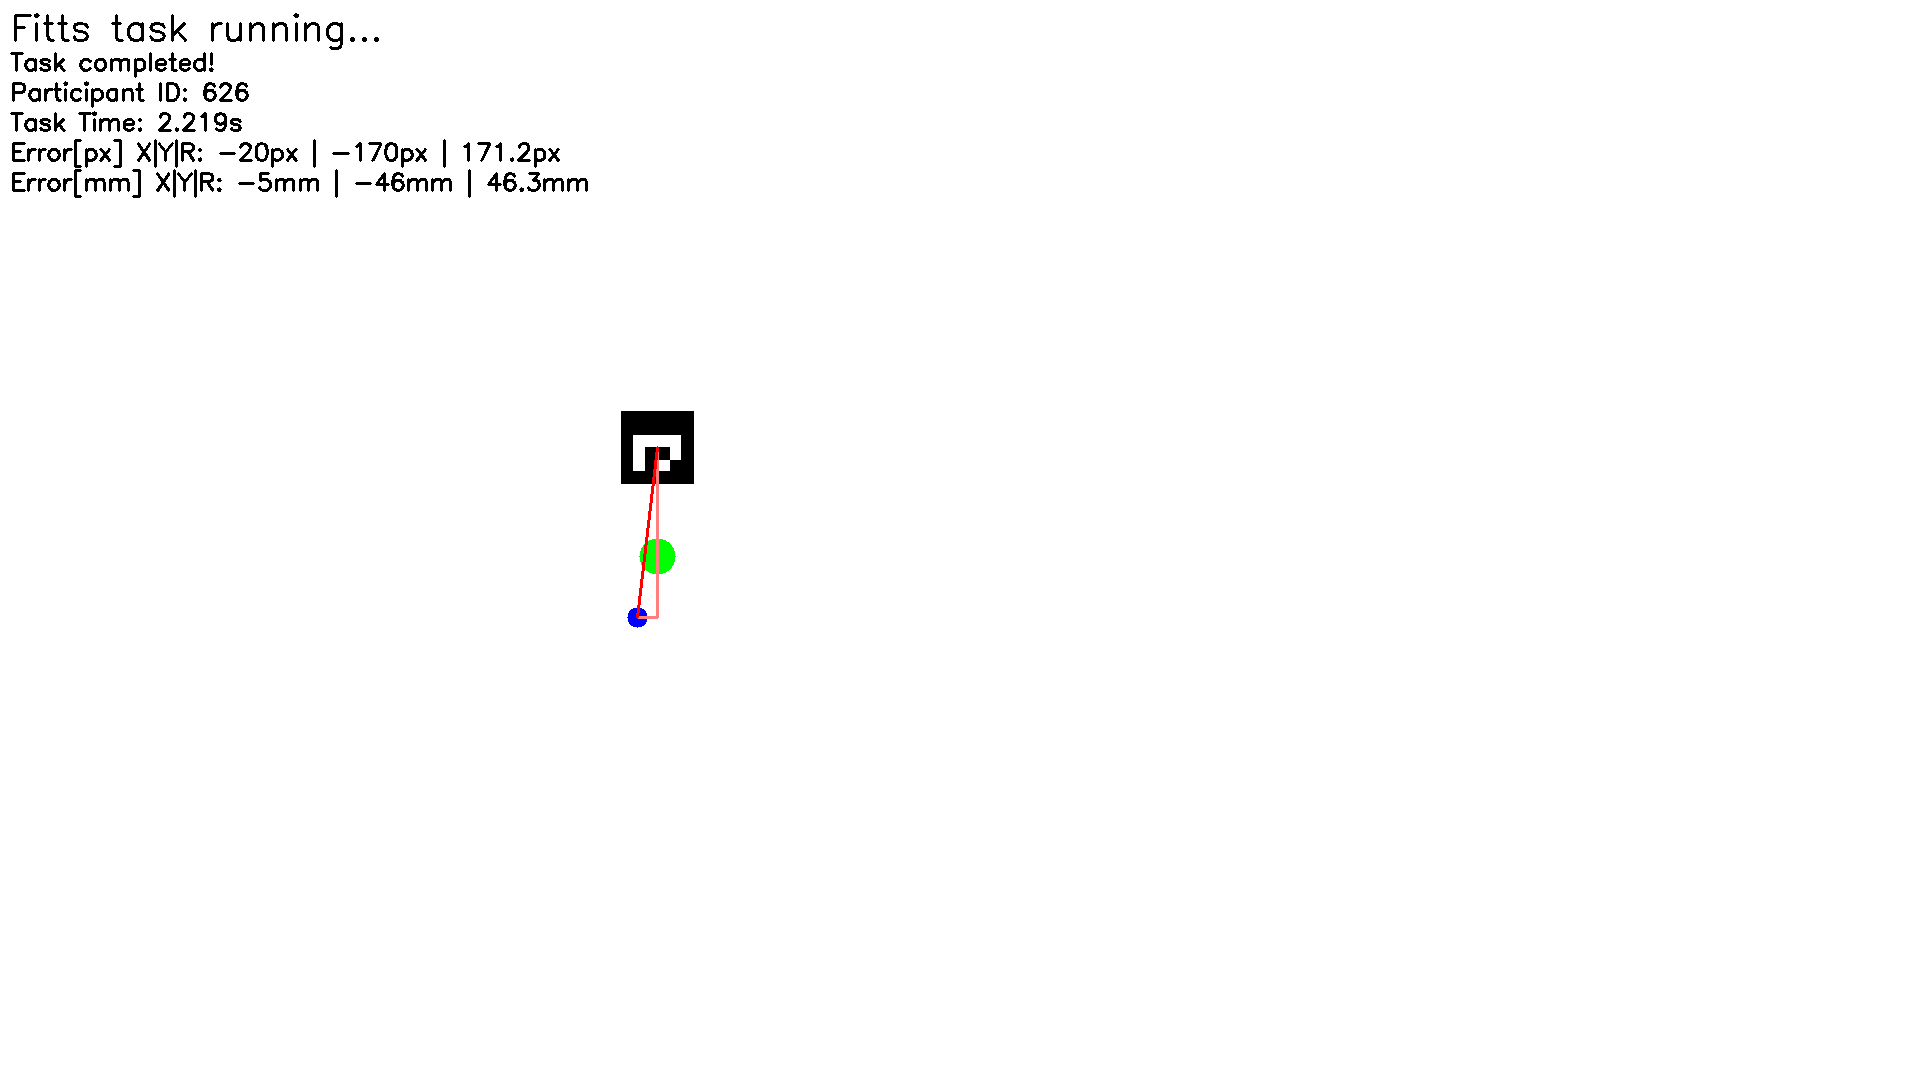 Fitts task running...
Task completed!
Participant ID: 626
Task Time: 2.219s
Error[px] X|Y|R: -20px | -170px | 171.2px
Error[mm] X|Y|R: -5mm | -46mm | 46.3mm